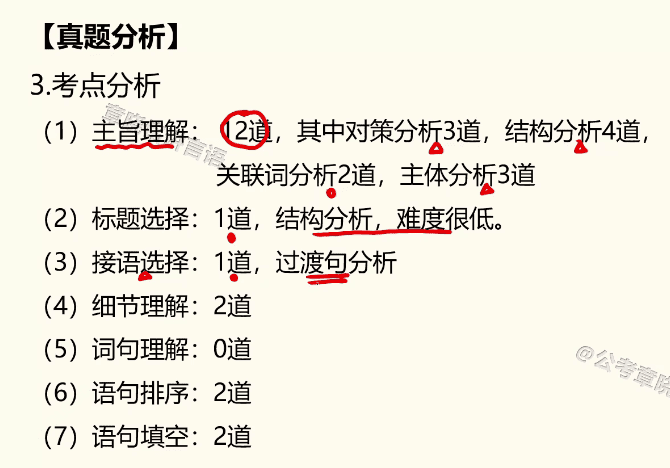 【真题分析】
3.考点分析
（1）主旨理解：12道，其中对策分析3道，结构分析4道，
关联词分析2道，主体分析3道
（2）标题选择：1道，结构分析，难度很低。
（3）接语选择：1道，过渡句分析
（4）细节理解：2道
（5）词句理解：0道
@公考章晓
（6）语句排序：2道
（7）语句填空：2道